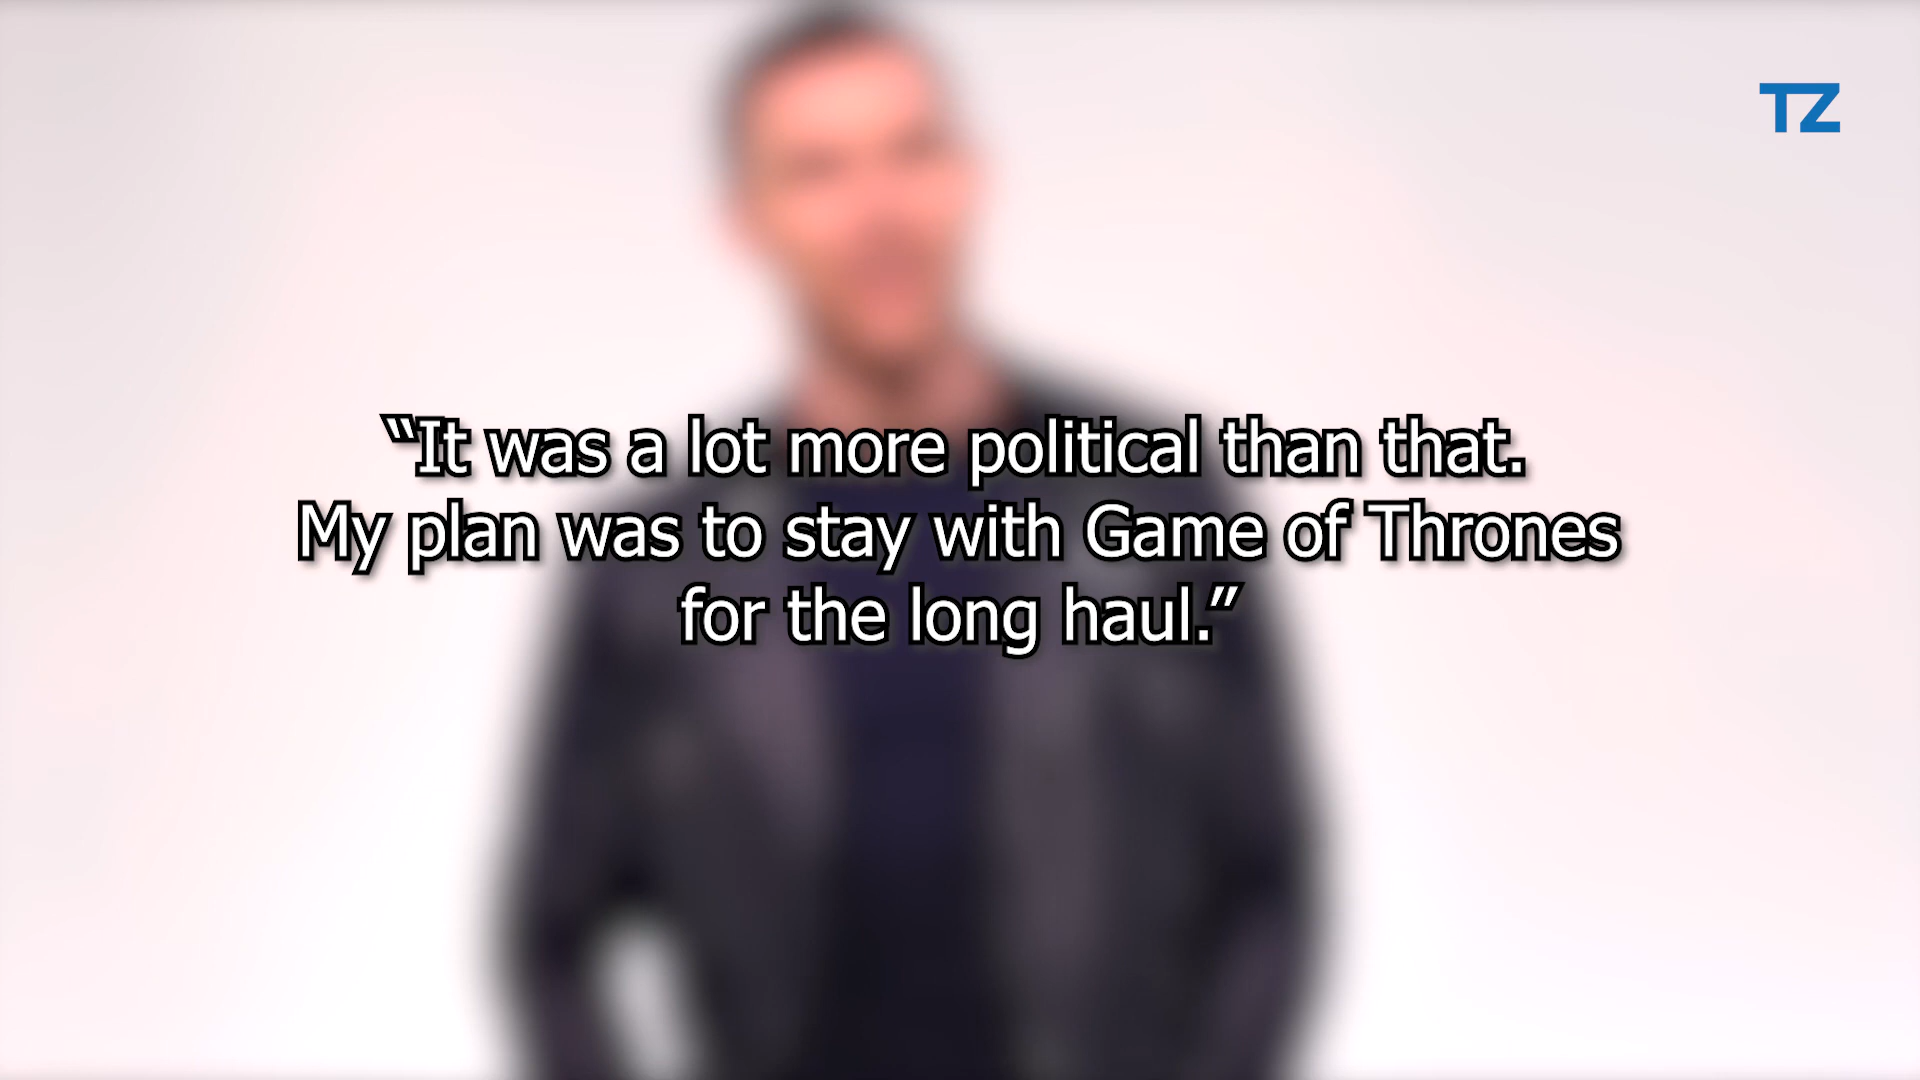 TZ
“It was a lot more political than that.
My plan was to stay with Game of Thrones
for the long haul.”